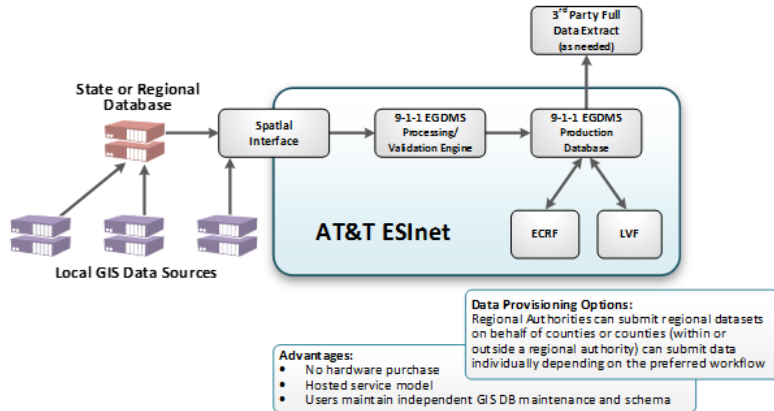 3rd Party Full
Data Extract
(as needed)
State or Regional
Database
Spatial
Interface
9-1-1 EGDMS
Processing/
Validation Engine
9-1-1 EGDMS
Production
Database
AT&T ESInet
ECRF
LVF
Local GIS Data Sources
Data Provisioning Options:
Regional Authorities can submit regional datasets
on behalf of counties or counties (within or
outside a regional authority) can submit data
individually depending on the preferred workflow
Advantages:
• No hardware purchase
• Hosted service model
• Users maintain independent GIS DB maintenance and schema